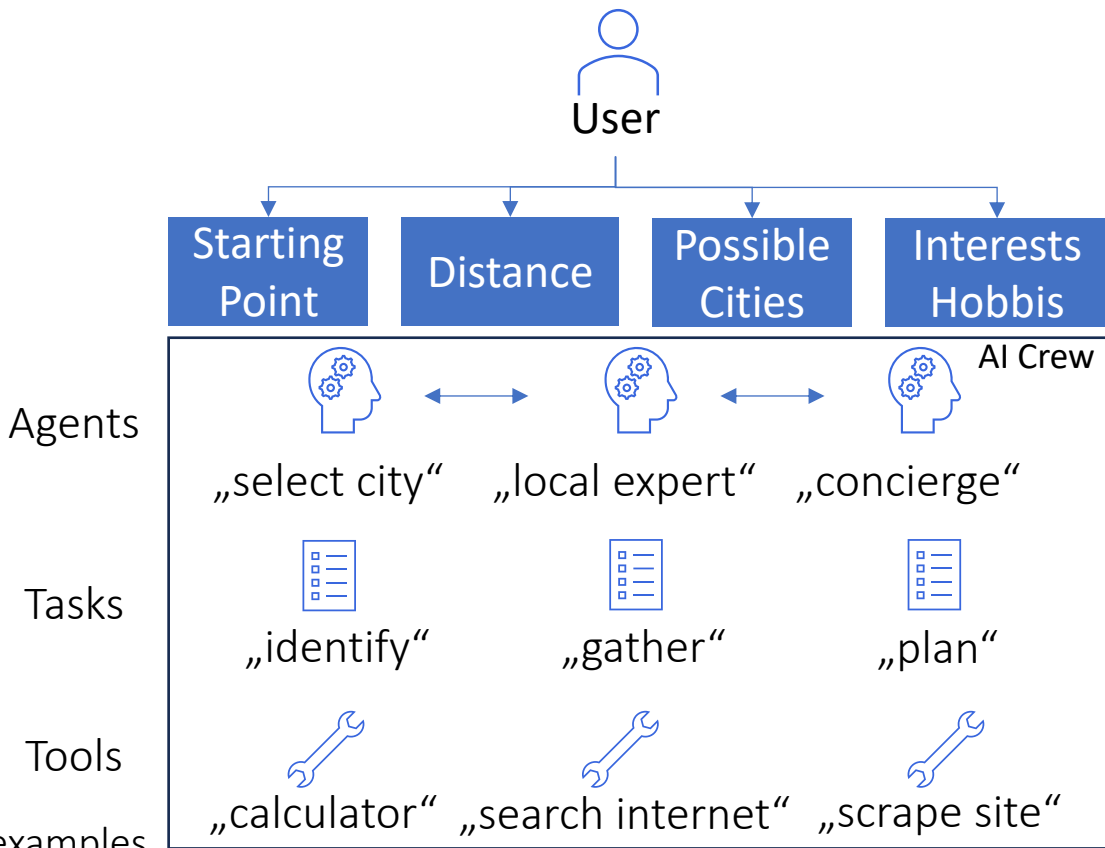 User
Starting
Point
Distance
Possible
Cities
Interests
Hobbis
AI Crew
Agents
„select city“ „local expert“ „concierge“
Tasks
„identify“ „gather“ „plan“
Tools
„calculator“ „search internet“ „scrape site“
examples